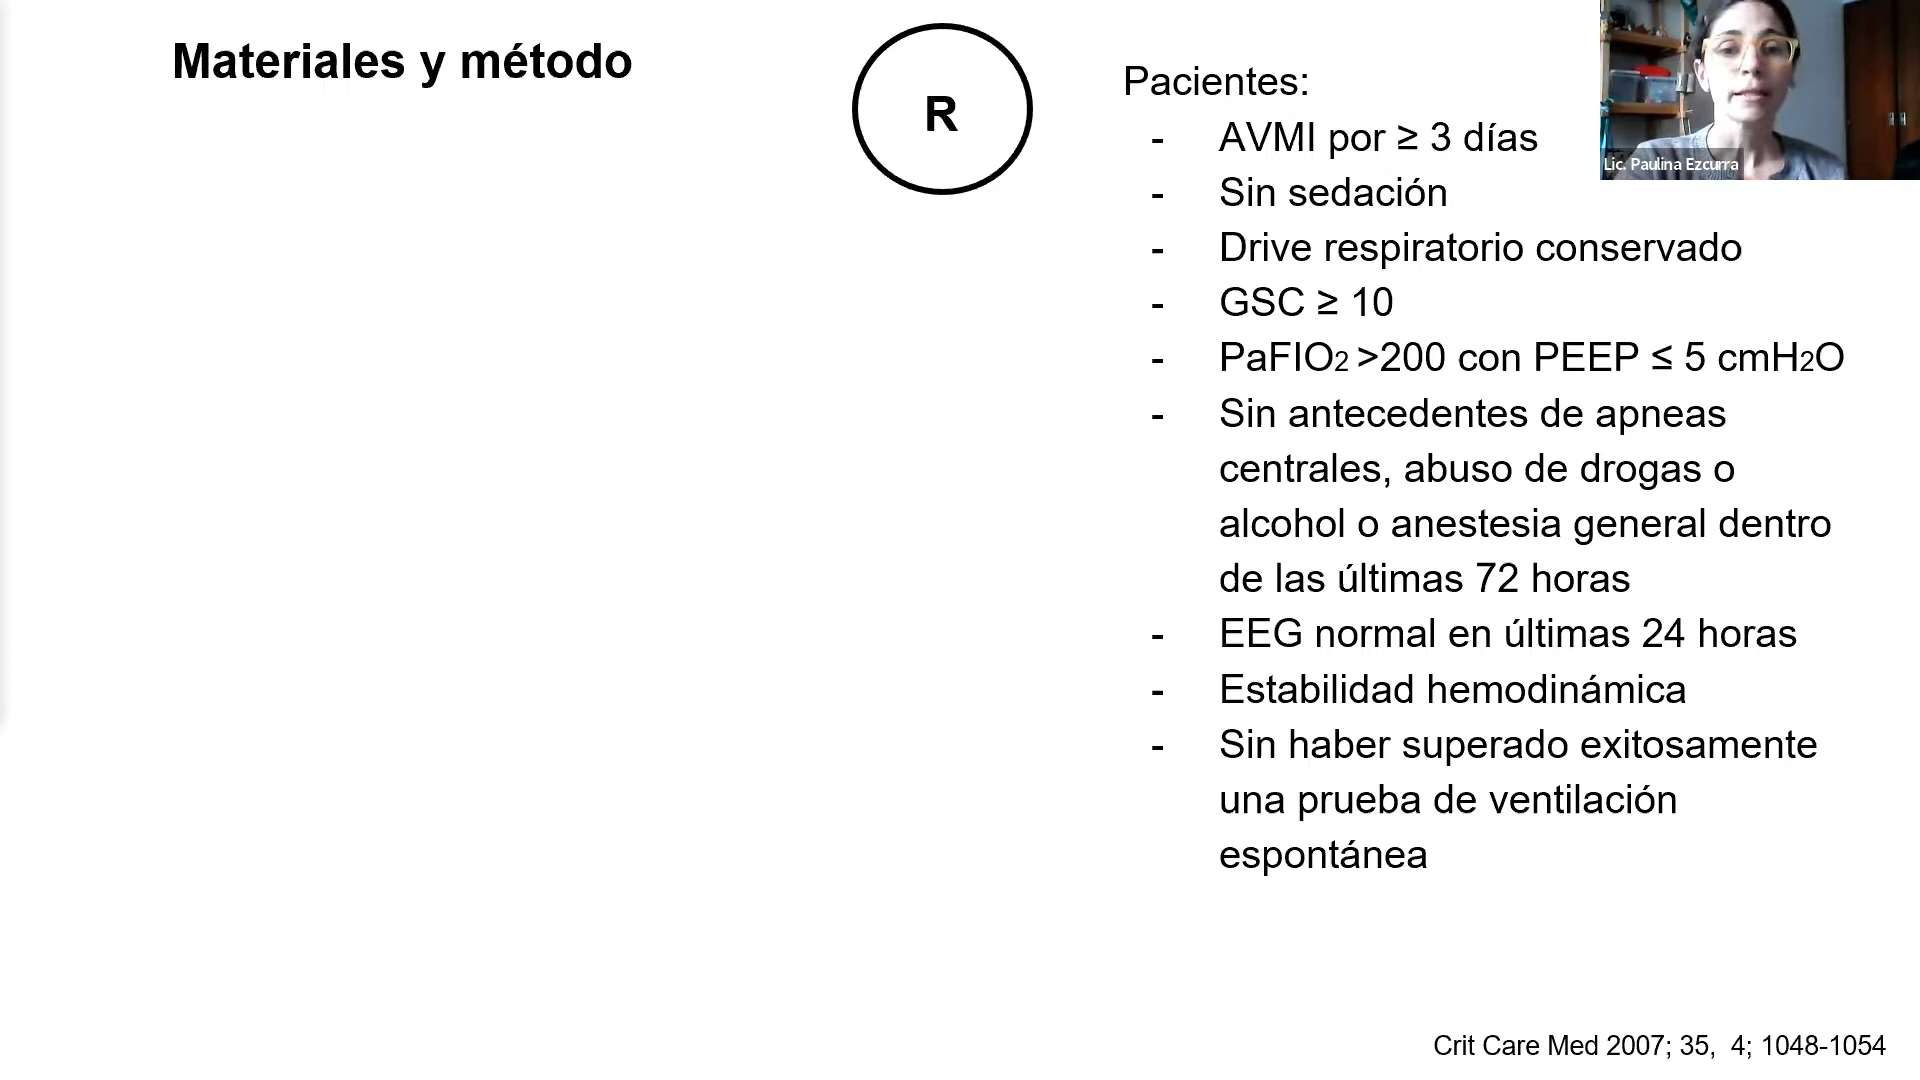 Materiales y método
R
Pacientes:
- AVMI por ≥ 3 días
- Sin sedación
- Drive respiratorio conservado
- GSC ≥ 10
- PaFIO2 >200 con PEEP ≤ 5 cmH2O
- Sin antecedentes de apneas
centrales, abuso de drogas o
alcohol o anestesia general dentro
de las últimas 72 horas
- EEG normal en últimas 24 horas
- Estabilidad hemodinámica
- Sin haber superado exitosamente
una prueba de ventilación
espontánea
Lic. Paulina Ezcurra
Crit Care Med 2007; 35, 4; 1048-1054